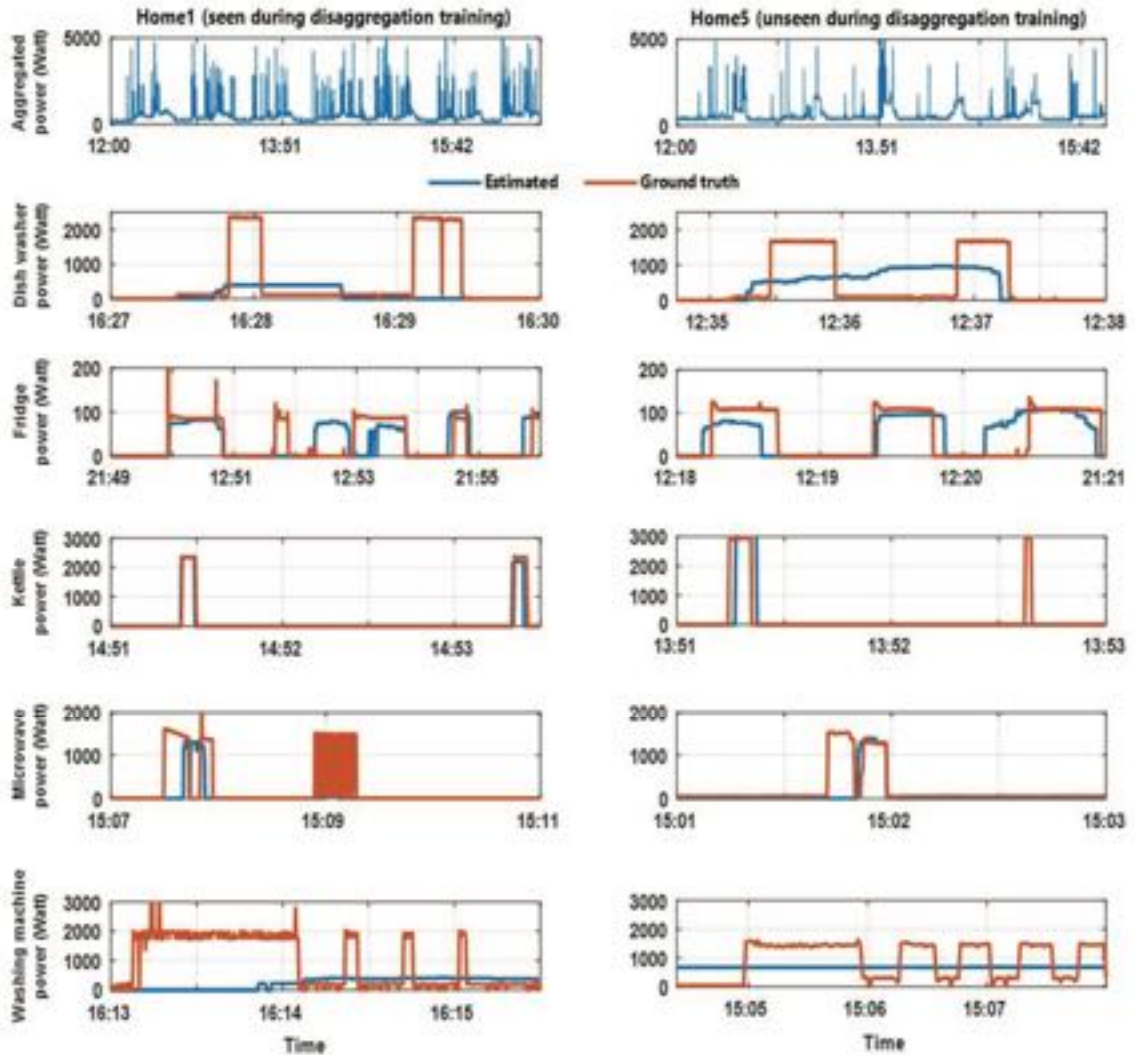 Home1 (seen during disaggregation training)
Home5 (unseen during disaggregation training)
Aggregated
power (Watt)
5000
0
12:00 13:51 15:42
5000
0
12:00 13.51 15:42
Estimated Ground truth
Dish washer
power (Watt)
2000
1000
0
16:27 16:28 16:29 16:30
2000
1000
0
12:35 12:36 12:37 12:38
Fridge
power (Watt)
200
100
0
21:49 12:51 12:53 21:55
200
100
0
12:18 12:19 12:20 21:21
Kettle
power (Watt)
3000
2000
1000
0
14:51 14:52 14:53
3000
2000
1000
0
13:51 13:52 13:53
Microwave
power (Watt)
2000
1000
0
15:07 15:09 15:11
2000
1000
0
15:01 15:02 15:03
Washing machine
power (Watt)
3000
2000
1000
0
16:13 16:14 16:15
Time
3000
2000
1000
0
15:05 15:06 15:07
Time